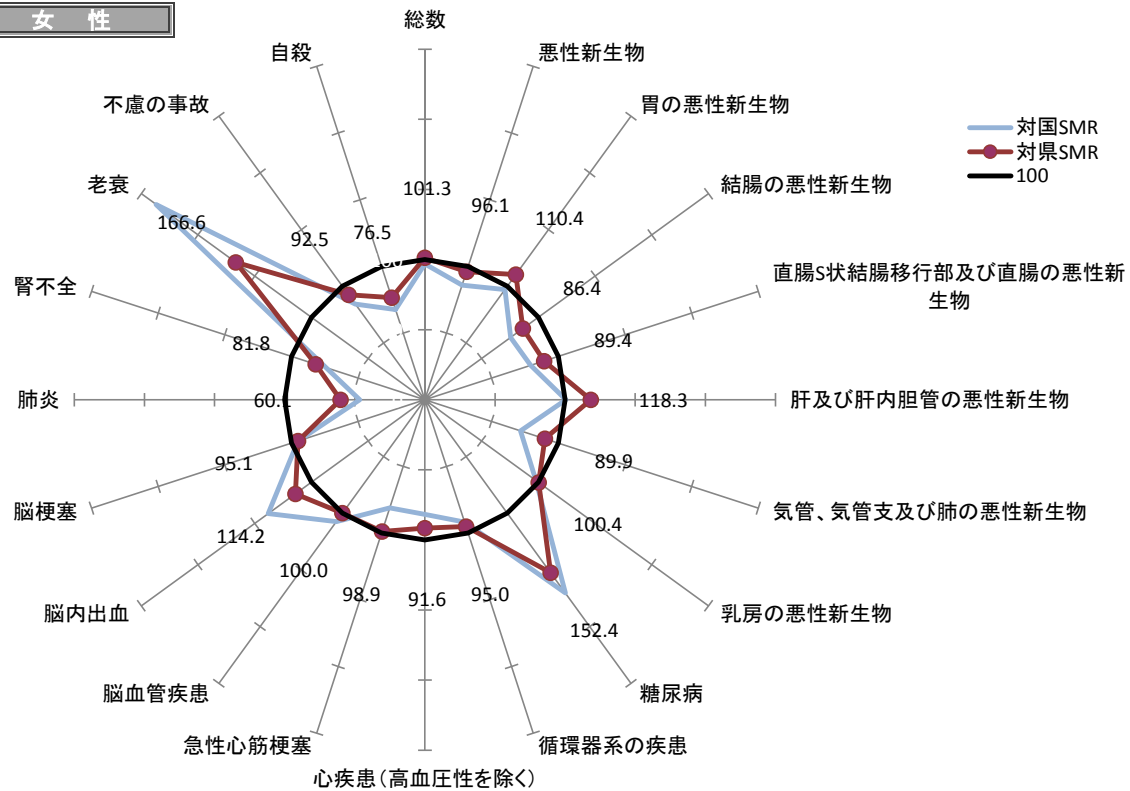 女 性
総数
悪性新生物
胃の悪性新生物
結腸の悪性新生物
直腸S状結腸移行部及び直腸の悪性新
生物
肝及び肝内胆管の悪性新生物
気管、気管支及び肺の悪性新生物
乳房の悪性新生物
糖尿病
循環器系の疾患
心疾患（高血圧性を除く）
急性心筋梗塞
脳血管疾患
脳内出血
脳梗塞
肺炎
腎不全
老衰
不慮の事故
自殺
101.3
96.1
110.4
86.4
89.4
118.3
89.9
100.4
152.4
95.0
91.6
98.9
100.0
114.2
95.1
60.1
81.8
166.6
92.5
76.5
対国SMR
対県SMR
100